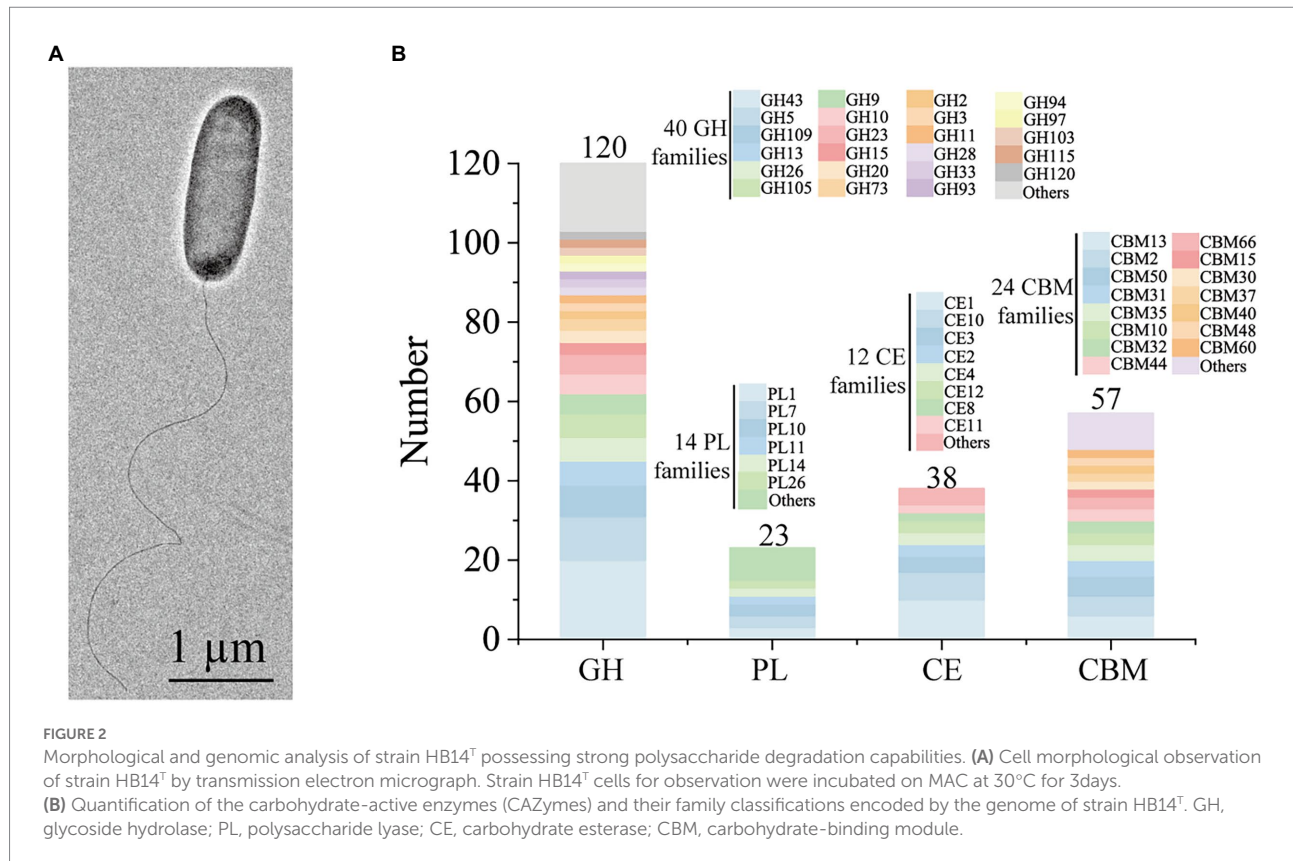 A
1 µm
B
Number
120
100
80
60
40
20
0
GH
PL
CE
CBM
120
23
38
57
40 GH
families
GH43
GH5
GH109
GH13
GH26
GH105
GH9
GH10
GH23
GH15
GH20
GH73
GH2
GH3
GH11
GH28
GH33
GH93
GH94
GH97
GH103
GH115
GH120
Others
14 PL
families
PL1
PL7
PL10
PL11
PL14
PL26
Others
12 CE
families
CE1
CE10
CE3
CE2
CE4
CE12
CE8
CE11
Others
24 CBM
families
CBM13
CBM2
CBM50
CBM31
CBM35
CBM10
CBM32
CBM44
CBM66
CBM15
CBM30
CBM37
CBM40
CBM48
CBM60
Others
FIGURE 2
Morphological and genomic analysis of strain HB14ᵀ possessing strong polysaccharide degradation capabilities. (A) Cell morphological observation
of strain HB14ᵀ by transmission electron micrograph. Strain HB14ᵀ cells for observation were incubated on MAC at 30°C for 3days.
(B) Quantification of the carbohydrate-active enzymes (CAZymes) and their family classifications encoded by the genome of strain HB14ᵀ. GH,
glycoside hydrolase; PL, polysaccharide lyase; CE, carbohydrate esterase; CBM, carbohydrate-binding module.